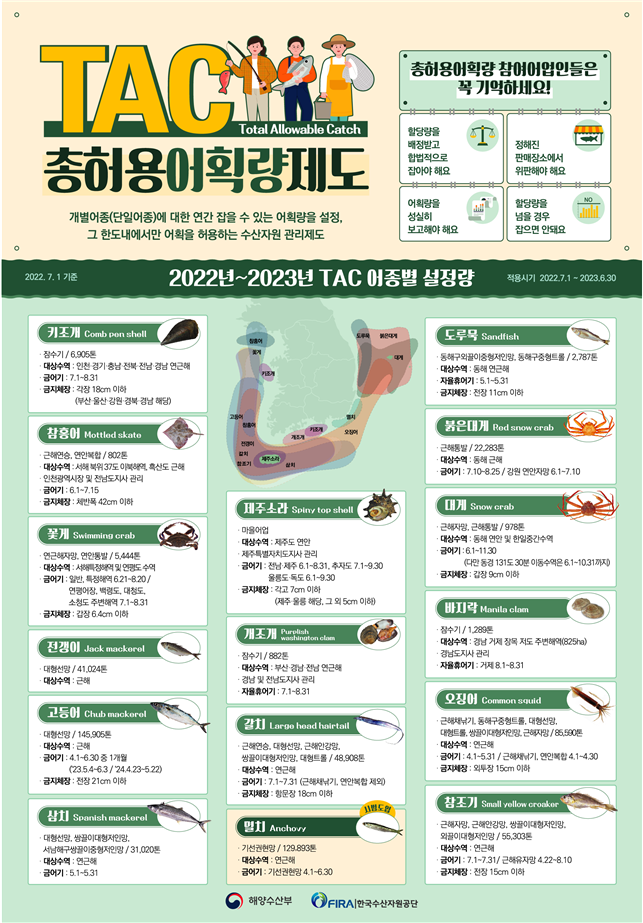 TAC
Total Allowable Catch
총허용어획량제도
개별어종(단일어종)에 대한 연간 잡을 수 있는 어획량을 설정,
그 한도내에서만 어획을 허용하는 수산자원 관리제도
총허용어획량 참여어업인들은
꼭 기억하세요!
할당량을
배정받고
합법적으로
잡아야 해요
정해진
판매장소에서
위판해야 해요
어획량을
성실히
보고해야 해요
할당량을
넘을 경우
잡으면 안돼요
NO
2022. 7. 1 기준
2022년~2023년 TAC 어종별 설정량
적용시기 2022.7.1 ~ 2023.6.30
키조개 Comb pen shell
· 잠수기 / 6,905톤
· 대상수역 : 인천·경기·충남·전북·전남·경남 연근해
· 금어기 : 7.1~8.31
· 금지체장 : 각장 18cm 이하
(부산·울산·강원·경북·경남 해당)
참홍어 Mottled skate
· 근해연승, 연안복합 / 802톤
· 대상수역 : 서해 북위 37도 이북해역, 흑산도 근해
· 인천광역시장 및 전남도지사 관리
· 금어기 : 6.1~7.15
· 금지체장 : 체반폭 42cm 이하
꽃게 Swimming crab
· 연근해자망, 연안통발 / 5,444톤
· 대상수역 : 서해특정해역 및 연평도 수역
· 금어기 : 일반, 특정해역 6.21~8.20 /
연평어장, 백령도, 대청도,
소청도 주변해역 7.1~8.31
· 금지체장 : 갑장 6.4cm 이하
전갱이 Jack mackerel
· 대형선망 / 41,024톤
· 대상수역 : 근해
고등어 Chub mackerel
· 대형선망 / 145,905톤
· 대상수역 : 근해
· 금어기 : 4.1~6.30 중 1개월
('23.5.4~6.3 / '24.4.23~5.22)
· 금지체장 : 전장 21cm 이하
삼치 Spanish mackerel
· 대형선망, 쌍끌이대형저인망,
서남해구쌍끌이중형저인망 / 31,020톤
· 대상수역 : 연근해
· 금어기 : 5.1~5.31
참홍어
꽃게
키조개
고등어
참홍어
전갱이
갈치
참조기
제주소라
삼치
개조개
키조개
멸치
오징어
도루묵
붉은대게
대게
제주소라 Spiny top shell
· 마을어업
· 대상수역 : 제주도 연안
· 제주특별자치도지사 관리
· 금어기 : 전남·제주 6.1~8.31, 추자도 7.1~9.30
울릉도·독도 6.1~9.30
· 금지체장 : 각고 7cm 이하
(제주·울릉 해당, 그 외 5cm 이하)
개조개 Purplish washington clam
· 잠수기 / 882톤
· 대상수역 : 부산·경남·전남 연근해
· 경남 및 전남도지사 관리
· 자율휴어기 : 7.1~8.31
갈치 Large head hairtail
· 근해연승, 대형선망, 근해안강망,
쌍끌이대형저인망, 대형트롤 / 48,908톤
· 대상수역 : 연근해
· 금어기 : 7.1~7.31 (근해채낚기, 연안복합 제외)
· 금지체장 : 항문장 18cm 이하
시범도입
멸치 Anchovy
· 기선권현망 / 129,893톤
· 대상수역 : 연근해
· 금어기 : 기선권현망 4.1~6.30
도루묵 Sandfish
· 동해구외끌이중형저인망, 동해구중형트롤 / 2,787톤
· 대상수역 : 동해 연근해
· 자율휴어기 : 5.1~5.31
· 금지체장 : 전장 11cm 이하
붉은대게 Red snow crab
· 근해통발 / 22,283톤
· 대상수역 : 동해 근해
· 금어기 : 7.10~8.25 / 강원 연안자망 6.1~7.10
대게 Snow crab
· 근해자망, 근해통발 / 978톤
· 대상수역 : 동해 연안 및 한일중간수역
· 금어기 : 6.1~11.30
(다만 동경 131도 30분 이동수역은 6.1~10.31까지)
· 금지체장 : 갑장 9cm 이하
바지락 Manila clam
· 잠수기 / 1,289톤
· 대상수역 : 경남 거제 장목 저도 주변해역(825ha)
· 경남도지사 관리
· 자율휴어기 : 거제 8.1~8.31
오징어 Common squid
· 근해채낚기, 동해구중형트롤, 대형선망,
대형트롤, 쌍끌이대형저인망, 근해자망 / 85,590톤
· 대상수역 : 연근해
· 금어기 : 4.1~5.31 / 근해채낚기, 연안복합 4.1~4.30
· 금지체장 : 외투장 15cm 이하
참조기 Small yellow croaker
· 근해자망, 근해안강망, 쌍끌이대형저인망,
외끌이대형저인망 / 55,303톤
· 대상수역 : 연근해
· 금어기 : 7.1~7.31/ 근해유자망 4.22~8.10
· 금지체장 : 전장 15cm 이하
해양수산부
FIRA 한국수산자원공단